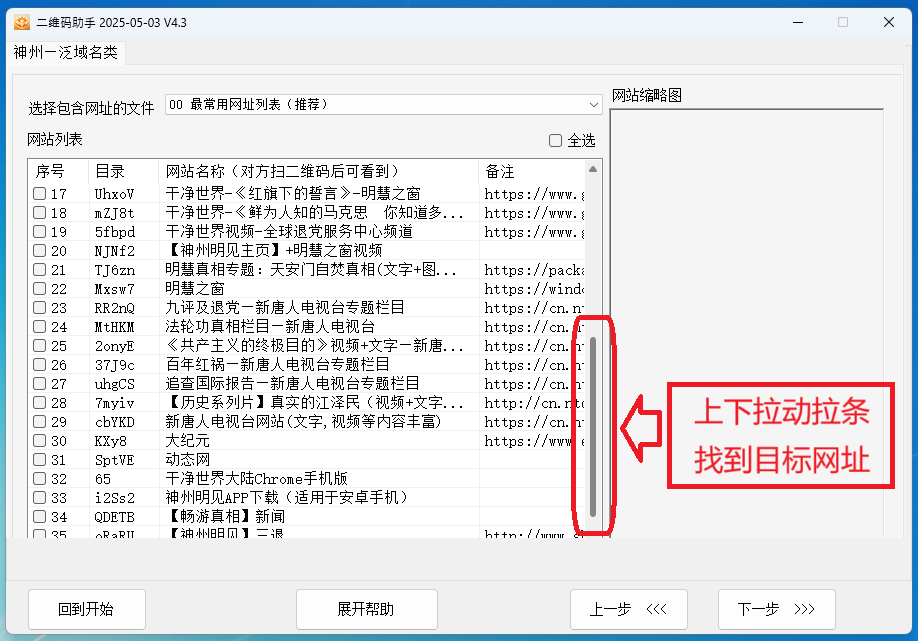 二维码助手 2025-05-03 V4.3
神州一泛域名类
选择包含网址的文件 00 最常用网址列表（推荐）
网站缩略图
网站列表 全选
序号 目录 网站名称（对方扫二维码后可看到） 备注
17 UhxoV 干净世界-《红旗下的誓言》-明慧之窗 https://www.g
18 mZJ8t 干净世界-《鲜为人知的马克思 你知道多... https://www.g
19 5fbpd 干净世界视频-全球退党服务中心频道 https://www.g
20 NJNf2 【神州明见主页】+明慧之窗视频
21 TJ6zn 明慧真相专题：天安门自焚真相(文字+图... https://packa
22 Mxsw7 明慧之窗 https://windo
23 RR2nQ 九评及退党—新唐人电视台专题栏目 https://cn.nt
24 MtHKM 法轮功真相栏目—新唐人电视台 https://cn.nt
25 2onyE 《共产主义的终极目的》视频+文字—新唐... https://cn.nt
26 37J9c 百年红祸—新唐人电视台专题栏目 https://cn.nt
27 uhgCS 追查国际报告—新唐人电视台专题栏目 https://cn.nt
28 7myiv 【历史系列片】真实的江泽民（视频+文字... http://cn.ntd
29 cbYKD 新唐人电视台网站(文字,视频等内容丰富) https://cn.nt
30 KXy8 大纪元 https://www.e
31 SptVE 动态网
32 65 干净世界大陆Chrome手机版
33 i2Ss2 神州明见APP下载（适用于安卓手机）
34 QDETB 【畅游真相】新闻
35 oRaRU 【神州明见】三退 http://www.s
上下拉动拉条
找到目标网址
回到开始 展开帮助 上一步 <<< 下一步 >>>